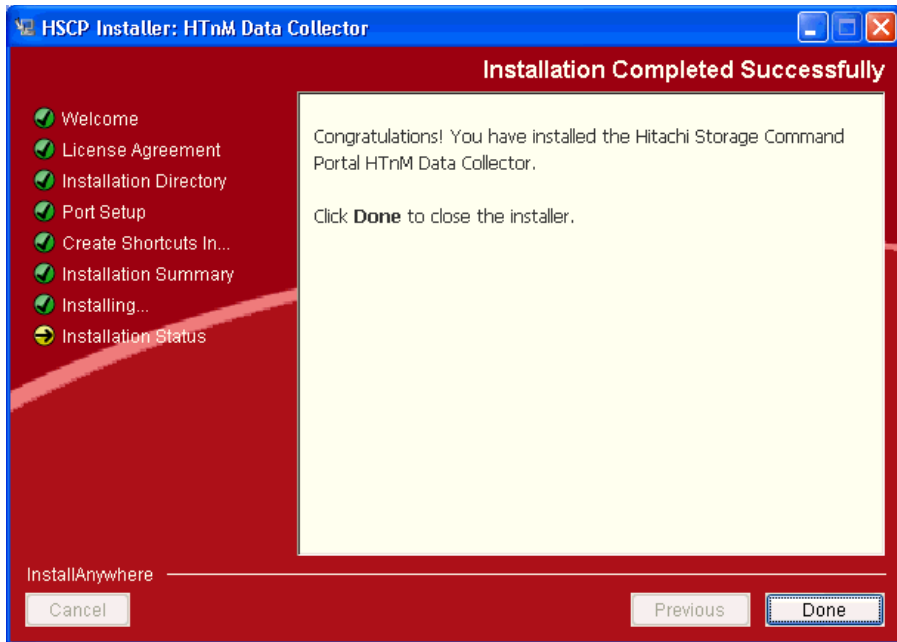 HSCP Installer: HTnM Data Collector
Installation Completed Successfully
Welcome
License Agreement
Installation Directory
Port Setup
Create Shortcuts In...
Installation Summary
Installing...
Installation Status
Congratulations! You have installed the Hitachi Storage Command
Portal HTnM Data Collector.
Click Done to close the installer.
InstallAnywhere
Cancel
Previous
Done